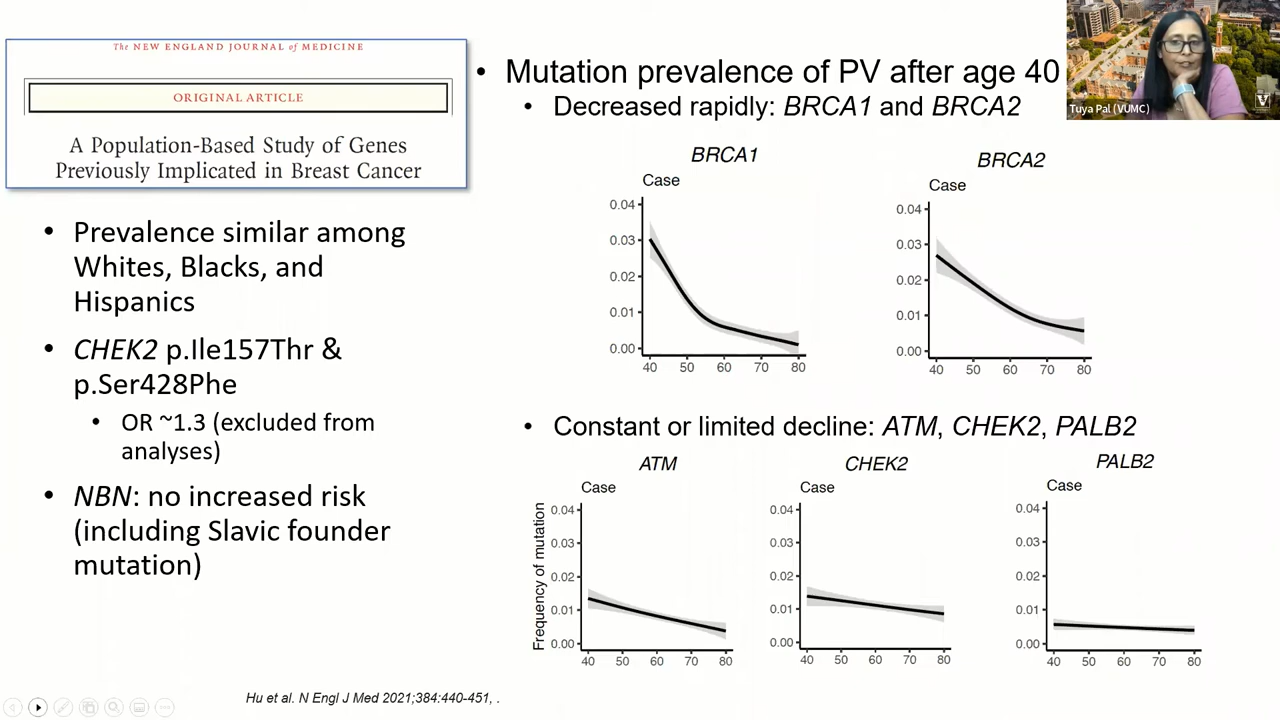 The NEW ENGLAND JOURNAL of MEDICINE
ORIGINAL ARTICLE
A Population-Based Study of Genes
Previously Implicated in Breast Cancer
• Prevalence similar among
Whites, Blacks, and
Hispanics
• CHEK2 p.Ile157Thr &
p.Ser428Phe
• OR ~1.3 (excluded from
analyses)
• NBN: no increased risk
(including Slavic founder
mutation)
• Mutation prevalence of PV after age 40
• Decreased rapidly: BRCA1 and BRCA2
BRCA1
Case
0.04
0.03
0.02
0.01
0.00
40 50 60 70 80
BRCA2
Case
0.04
0.03
0.02
0.01
0.00
40 50 60 70 80
• Constant or limited decline: ATM, CHEK2, PALB2
ATM
Case
Frequency of mutation
0.04
0.03
0.02
0.01
0.00
40 50 60 70 80
CHEK2
Case
0.04
0.03
0.02
0.01
0.00
40 50 60 70 80
PALB2
Case
0.04
0.03
0.02
0.01
0.00
40 50 60 70 80
Hu et al. N Engl J Med 2021;384:440-451, .
Tuya Pal (VUMC)